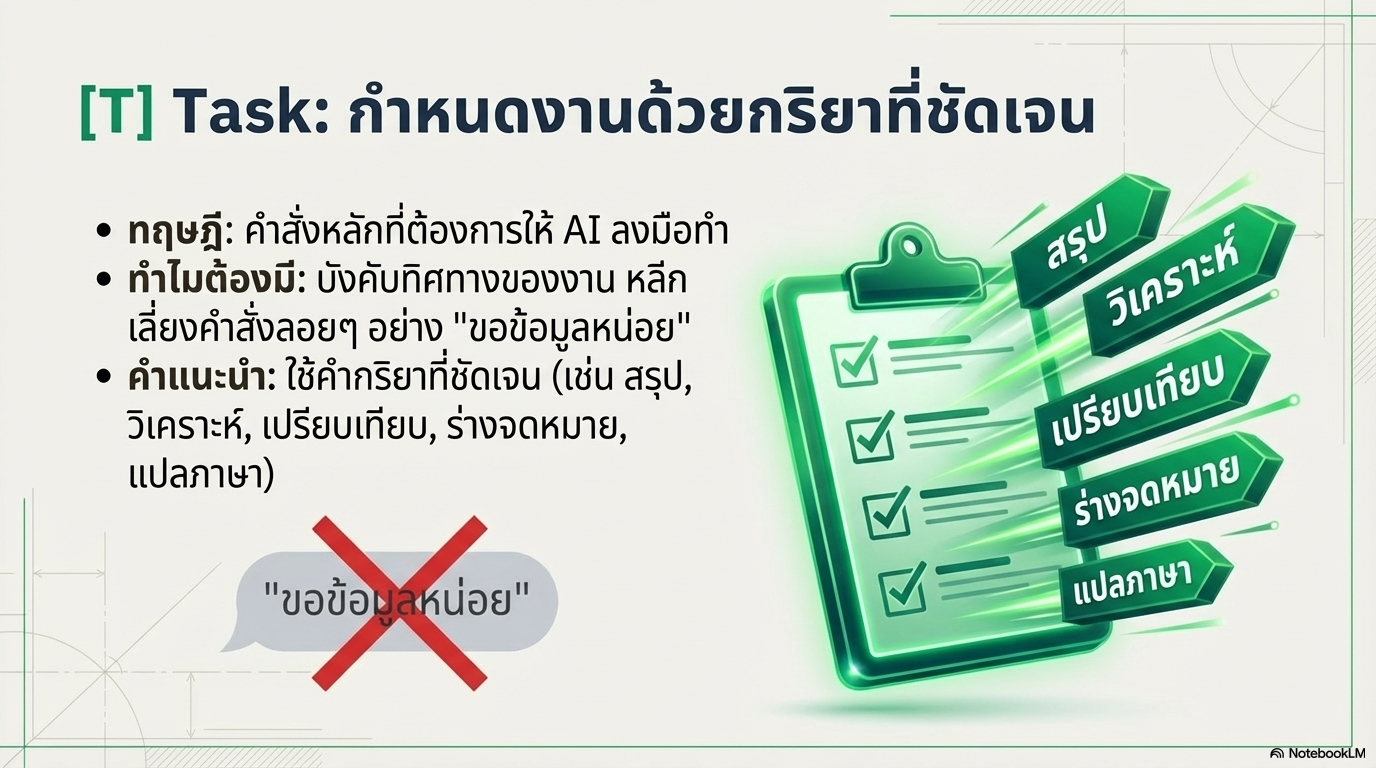 [T] Task: กำหนดงานด้วยกริยาที่ชัดเจน
• ทฤษฎี: คำสั่งหลักที่ต้องการให้ AI ลงมือทำ
• ทำไมต้องมี: บังคับทิศทางของงาน หลีก
เลี่ยงคำสั่งลอยๆ อย่าง "ขอข้อมูลหน่อย"
• คำแนะนำ: ใช้คำกริยาที่ชัดเจน (เช่น สรุป,
วิเคราะห์, เปรียบเทียบ, ร่างจดหมาย,
แปลภาษา)
"ขอข้อมูลหน่อย"
สรุป
วิเคราะห์
เปรียบเทียบ
ร่างจดหมาย
แปลภาษา
NotebookLM